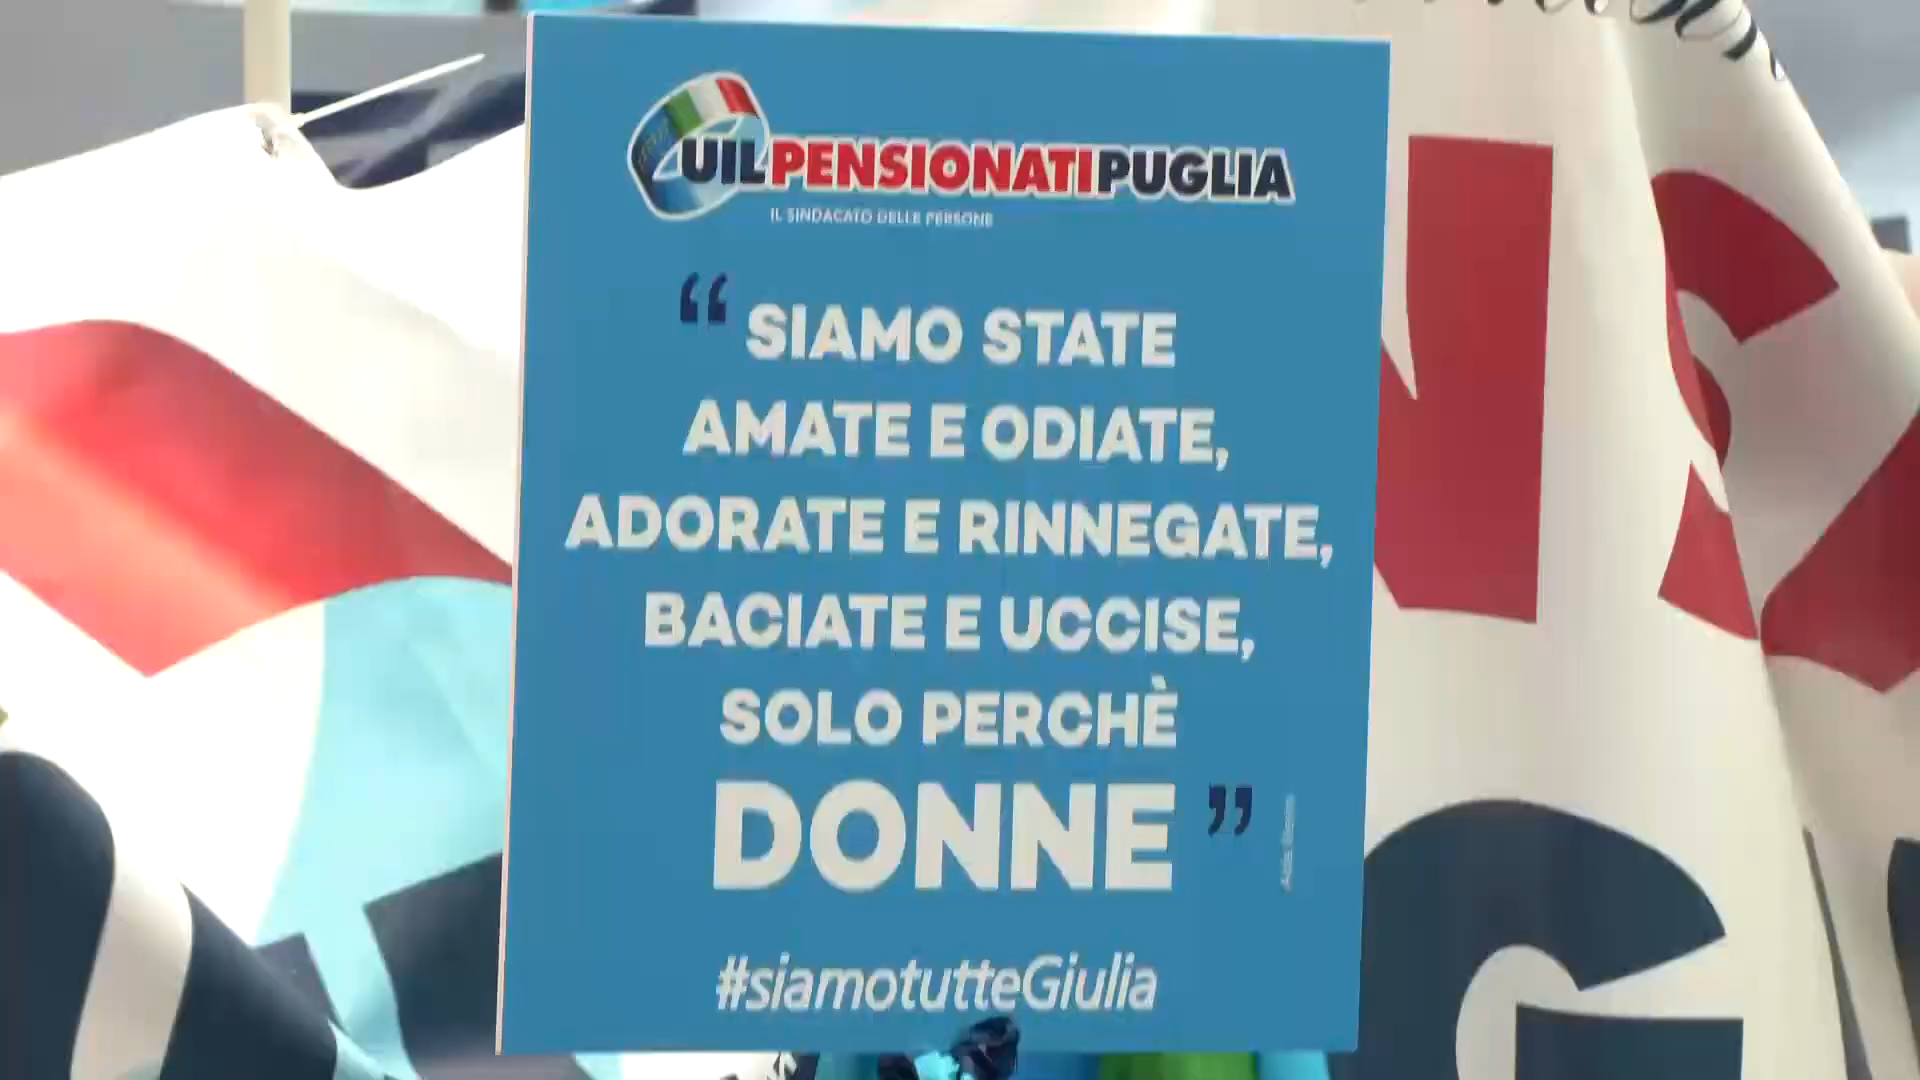 UILPENSIONATIPUGLIA
IL SINDACATO DELLE PERSONE
“ SIAMO STATE
AMATE E ODIATE,
ADORATE E RINNEGATE,
BACIATE E UCCISE,
SOLO PERCHÈ
DONNE ”
#siamotutteGiulia